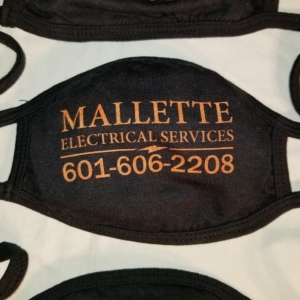 MALLETTE
ELECTRICAL SERVICES
601-606-2208